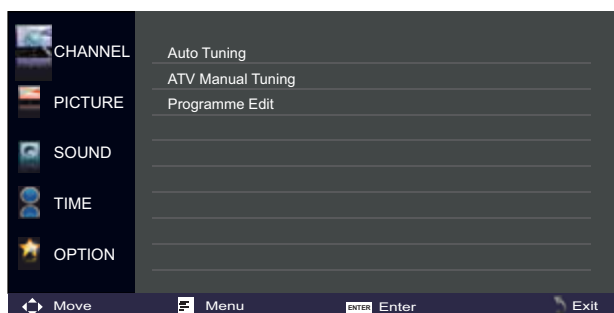 CHANNEL
PICTURE
SOUND
TIME
OPTION
Auto Tuning
ATV Manual Tuning
Programme Edit
Move Menu ENTER Enter Exit